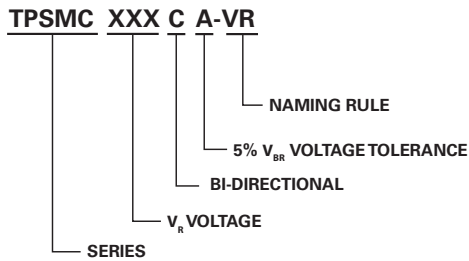 TPSMC XXX C A-VR
NAMING RULE
5% VBR VOLTAGE TOLERANCE
BI-DIRECTIONAL
VR VOLTAGE
SERIES